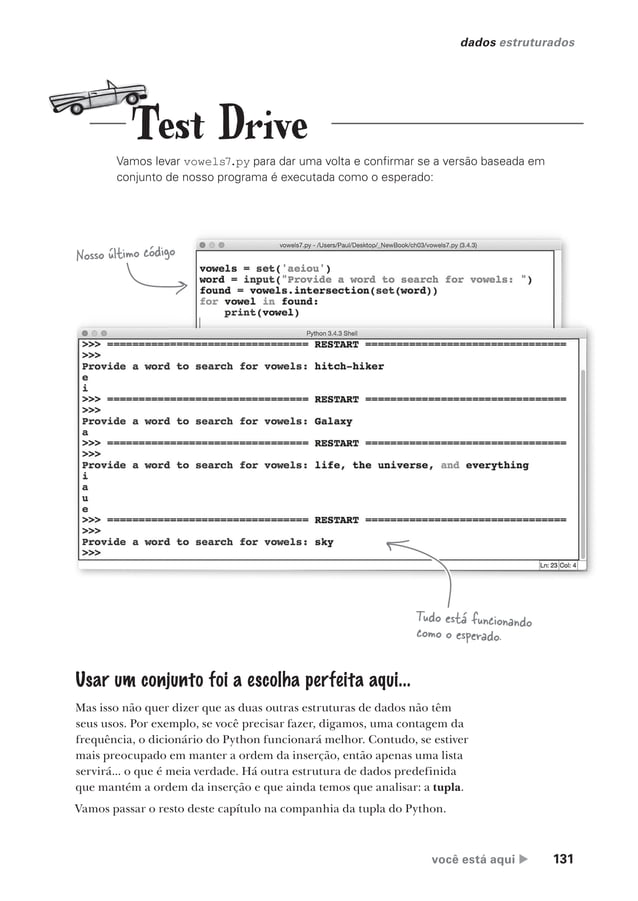 dados estruturados
Test Drive
Vamos levar vowels7.py para dar uma volta e confirmar se a versão baseada em
conjunto de nosso programa é executada como o esperado:
Nosso último código
vowels7.py - /Users/Paul/Desktop/_NewBook/ch03/vowels7.py (3.4.3)
vowels = set('aeiou')
word = input("Provide a word to search for vowels: ")
found = vowels.intersection(set(word))
for vowel in found:
    print(vowel)
Python 3.4.3 Shell
>>> ================================ RESTART ================================
>>>
Provide a word to search for vowels: hitch-hiker
e
i
>>> ================================ RESTART ================================
>>>
Provide a word to search for vowels: Galaxy
a
>>> ================================ RESTART ================================
>>>
Provide a word to search for vowels: life, the universe, and everything
i
a
u
e
>>> ================================ RESTART ================================
>>>
Provide a word to search for vowels: sky
>>>
Ln: 23 Col: 4
Tudo está funcionando
como o esperado.
Usar um conjunto foi a escolha perfeita aqui...
Mas isso não quer dizer que as duas outras estruturas de dados não têm
seus usos. Por exemplo, se você precisar fazer, digamos, uma contagem da
frequência, o dicionário do Python funcionará melhor. Contudo, se estiver
mais preocupado em manter a ordem da inserção, então apenas uma lista
servirá... o que é meia verdade. Há outra estrutura de dados predefinida
que mantém a ordem da inserção e que ainda temos que analisar: a tupla.
Vamos passar o resto deste capítulo na companhia da tupla do Python.
você está aqui ▶ 131